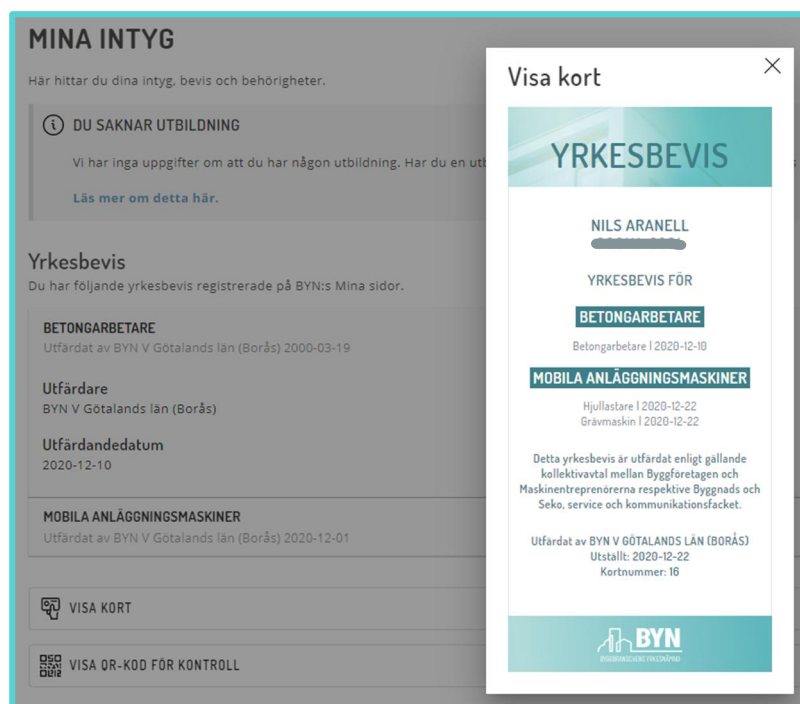 MINA INTYG
Här hittar du dina intyg, bevis och behörigheter.
DU SAKNAR UTBILDNING
Vi har inga uppgifter om att du har någon utbildning. Har du en utb
Läs mer om detta här.
Yrkesbevis
Du har följande yrkesbevis registrerade på BYN:s Mina sidor.
BETONGARBETARE
Utfärdat av BYN V Götalands län (Borås) 2000-03-19
Utfärdare
BYN V Götalands län (Borås)
Utfärdandedatum
2020-12-10
MOBILA ANLÄGGNINGSMASKINER
Utfärdat av BYN V Götalands län (Borås) 2020-12-01
VISA KORT
VISA QR-KOD FÖR KONTROLL
Visa kort
YRKESBEVIS
NILS ARANELL
YRKESBEVIS FÖR
BETONGARBETARE
Betongarbetare | 2020-12-10
MOBILA ANLÄGGNINGSMASKINER
Hjullastare | 2020-12-22
Grävmaskin | 2020-12-22
Detta yrkesbevis är utfärdat enligt gällande
kollektivavtal mellan Byggföretagen och
Maskinentreprenörerna respektive Byggnads och
Seko, service och kommunikationsfacket.
Utfärdat av BYN V GÖTALANDS LÄN (BORÅS)
Utställt: 2020-12-22
Kortnummer: 16
BYN
BYGGBRANSCHENS YRKESNÄMND